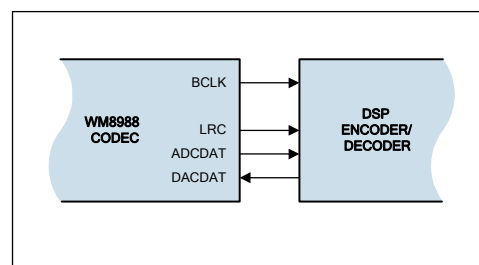 BCLK
WM8988
CODEC
LRC
ADCDAT
DACDAT
DSP
ENCODER/
DECODER